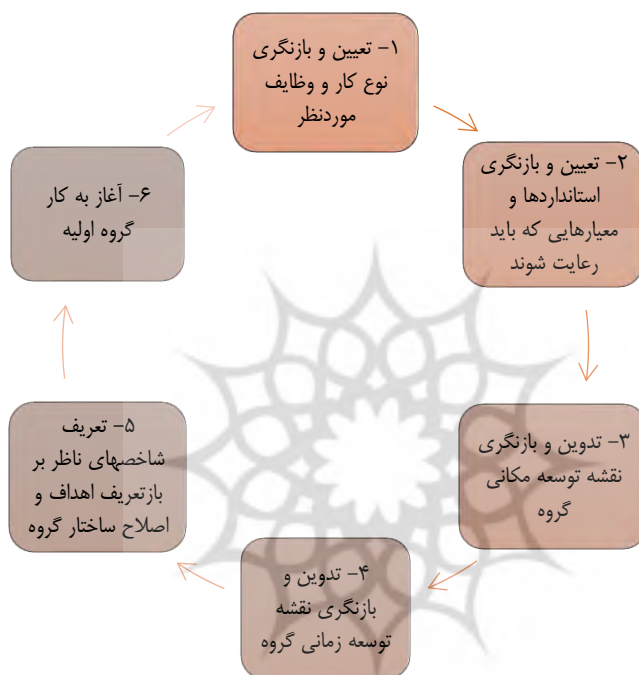 ۱- تعیین و بازنگری
نوع کار و وظایف
موردنظر
۲- تعیین و بازنگری
استانداردها و
معیارهایی که باید
رعایت شوند
۳- تدوین و بازنگری
نقشه توسعه مکانی
گروه
۴- تدوین و
بازنگری نقشه
توسعه زمانی گروه
۵- تعریف
شاخصهای ناظر بر
بازتعریف اهداف و
اصلاح ساختار گروه
۶- آغاز به کار
گروه اولیه